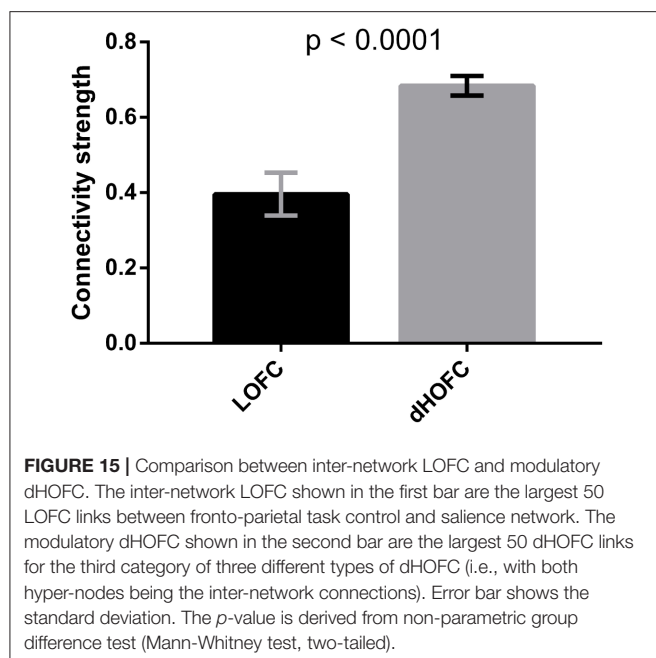 p < 0.0001
0.8
0.6
0.4
0.2
0.0
Connectivity strength
LOFC
dHOFC
FIGURE 15 | Comparison between inter-network LOFC and modulatory
dHOFC. The inter-network LOFC shown in the first bar are the largest 50
LOFC links between fronto-parietal task control and salience network. The
modulatory dHOFC shown in the second bar are the largest 50 dHOFC links
for the third category of three different types of dHOFC (i.e., with both
hyper-nodes being the inter-network connections). Error bar shows the
standard deviation. The p-value is derived from non-parametric group
difference test (Mann-Whitney test, two-tailed).